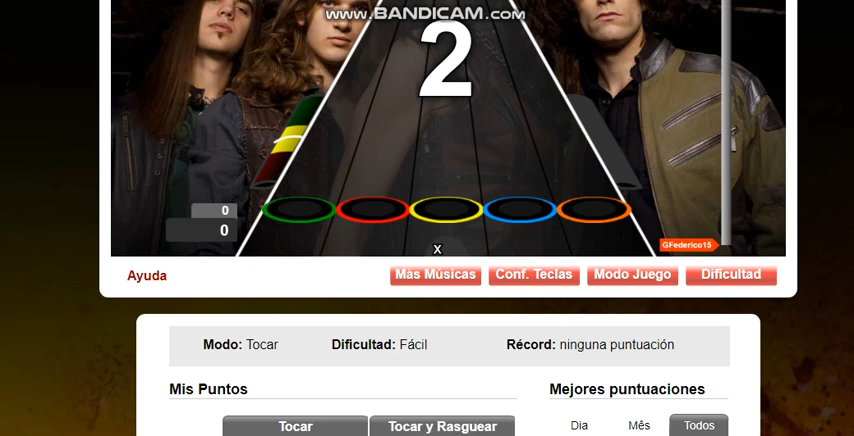 www.BANDICAM.com
2
0
0
X
GFederico15
Ayuda
Más Músicas
Conf. Teclas
Modo Juego
Dificultad
Modo: Tocar
Dificultad: Fácil
Récord: ninguna puntuación
Mis Puntos
Mejores puntuaciones
Tocar
Tocar y Rasguear
Dia
Mês
Todos